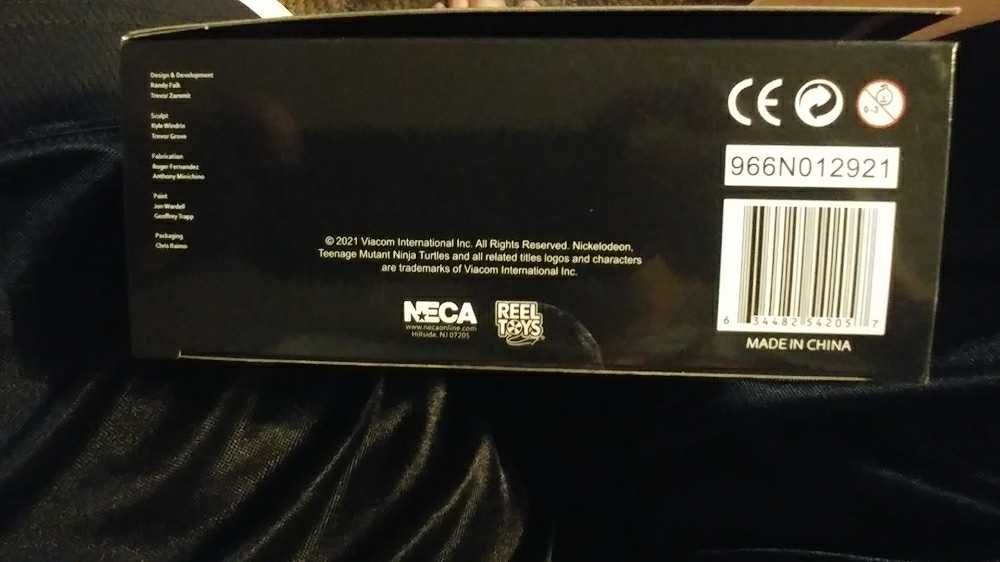 Design & Development
Randy Falk
Trevor Zammit
Sculpt
Kyle Windrix
Trevor Grove
Fabrication
Roger Fernandez
Anthony Minichino
Paint
Jon Wardell
Geoffrey Trapp
Packaging
Chris Raimo
© 2021 Viacom International Inc. All Rights Reserved. Nickelodeon,
Teenage Mutant Ninja Turtles and all related titles logos and characters
are trademarks of Viacom International Inc.
NECA
www.necaonline.com
Hillside, NJ 07205
REEL
TOYS
CE
0-3
966N012921
6 34482 54205 7
MADE IN CHINA